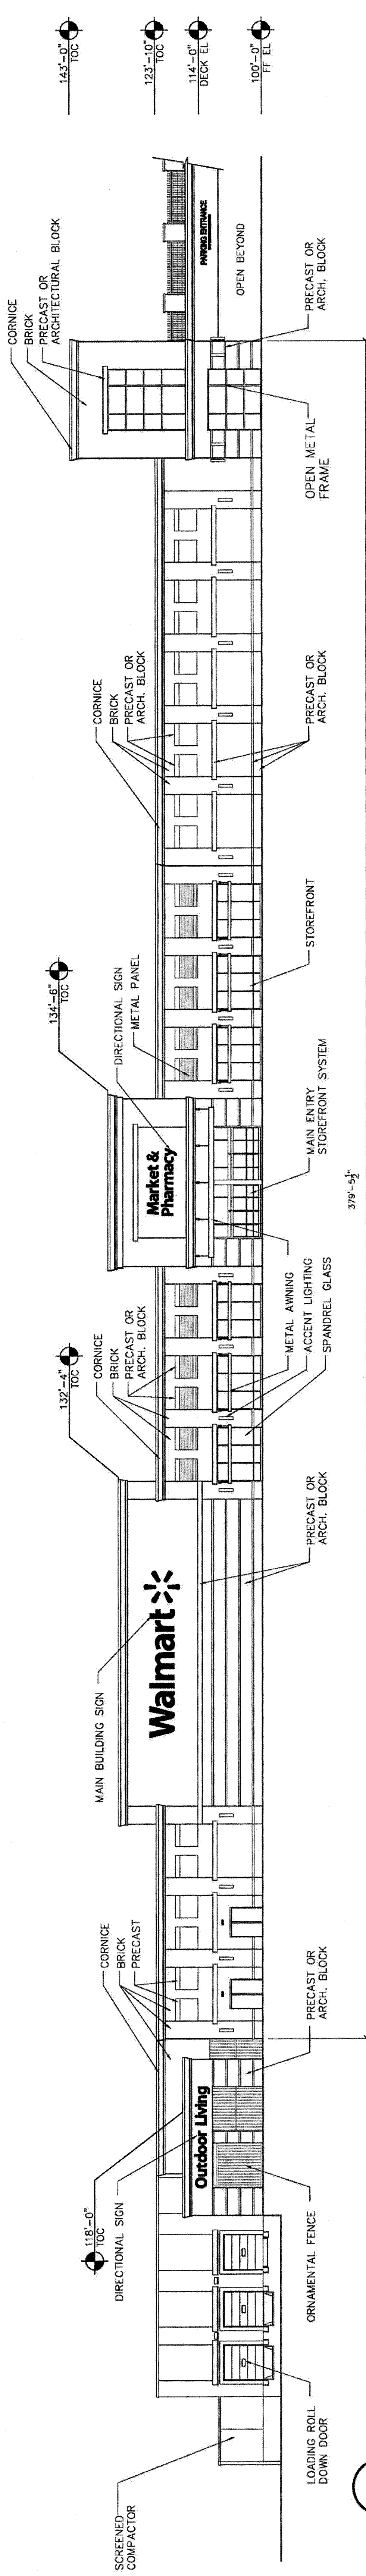 SCREENED
COMPACTOR
LOADING ROLL
DOWN DOOR
118'-0"
TOC
DIRECTIONAL SIGN
Outdoor Living
ORNAMENTAL FENCE
PRECAST OR
ARCH. BLOCK
CORNICE
BRICK
PRECAST
MAIN BUILDING SIGN
Walmart
PRECAST OR
ARCH. BLOCK
132'-4"
TOC
CORNICE
BRICK
PRECAST OR
ARCH. BLOCK
METAL AWNING
ACCENT LIGHTING
SPANDREL GLASS
379'-5½"
134'-6"
TOC
Market &
Pharmacy
DIRECTIONAL SIGN
METAL PANEL
MAIN ENTRY
STOREFRONT SYSTEM
STOREFRONT
CORNICE
BRICK
PRECAST OR
ARCH. BLOCK
PRECAST OR
ARCH. BLOCK
CORNICE
BRICK
PRECAST OR
ARCHITECTURAL BLOCK
OPEN METAL
FRAME
PRECAST OR
ARCH. BLOCK
PARKING ENTRANCE
OPEN BEYOND
143'-0"
TOC
123'-10"
TOC
114'-0"
DECK EL
100'-0"
FF EL